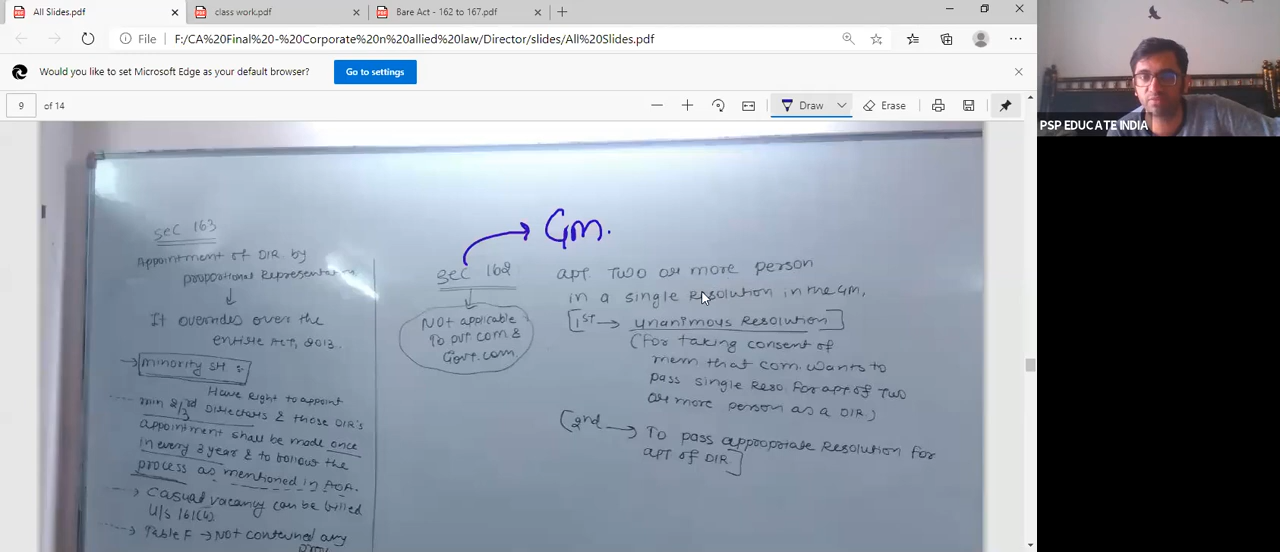 All Slides.pdf
class work.pdf
Bare Act - 162 to 167.pdf
File
F:/CA%20Final%20-%20Corporate%20n%20allied%20law/Director/slides/All%20Slides.pdf
Would you like to set Microsoft Edge as your default browser?
Go to settings
9
of 14
Draw
Erase
PSP EDUCATE INDIA
Sec 163
Appointment of DIR by
proportional Representation
It overrides over the
entire Act, 2013.
minority SH :
Have Right to appoint
min 2/3rd Directors & those DIR's
appointment shall be made once
in every 3 year & to follow the
process as mentioned in AOA.
Casual vacancy can be filled
u/s 161(4)
Table F → Not contained any
Gm.
Sec 162
Not applicable
To pvt com &
Govt. com.
apt. Two or more person
in a single Resolution in the Gm,
[1st → unanimous Resolution]
(for taking consent of
mem that com. wants to
pass single Reso. for apt of Two
or more person as a DIR)
(2nd → To pass appropriate Resolution for
apt of DIR]